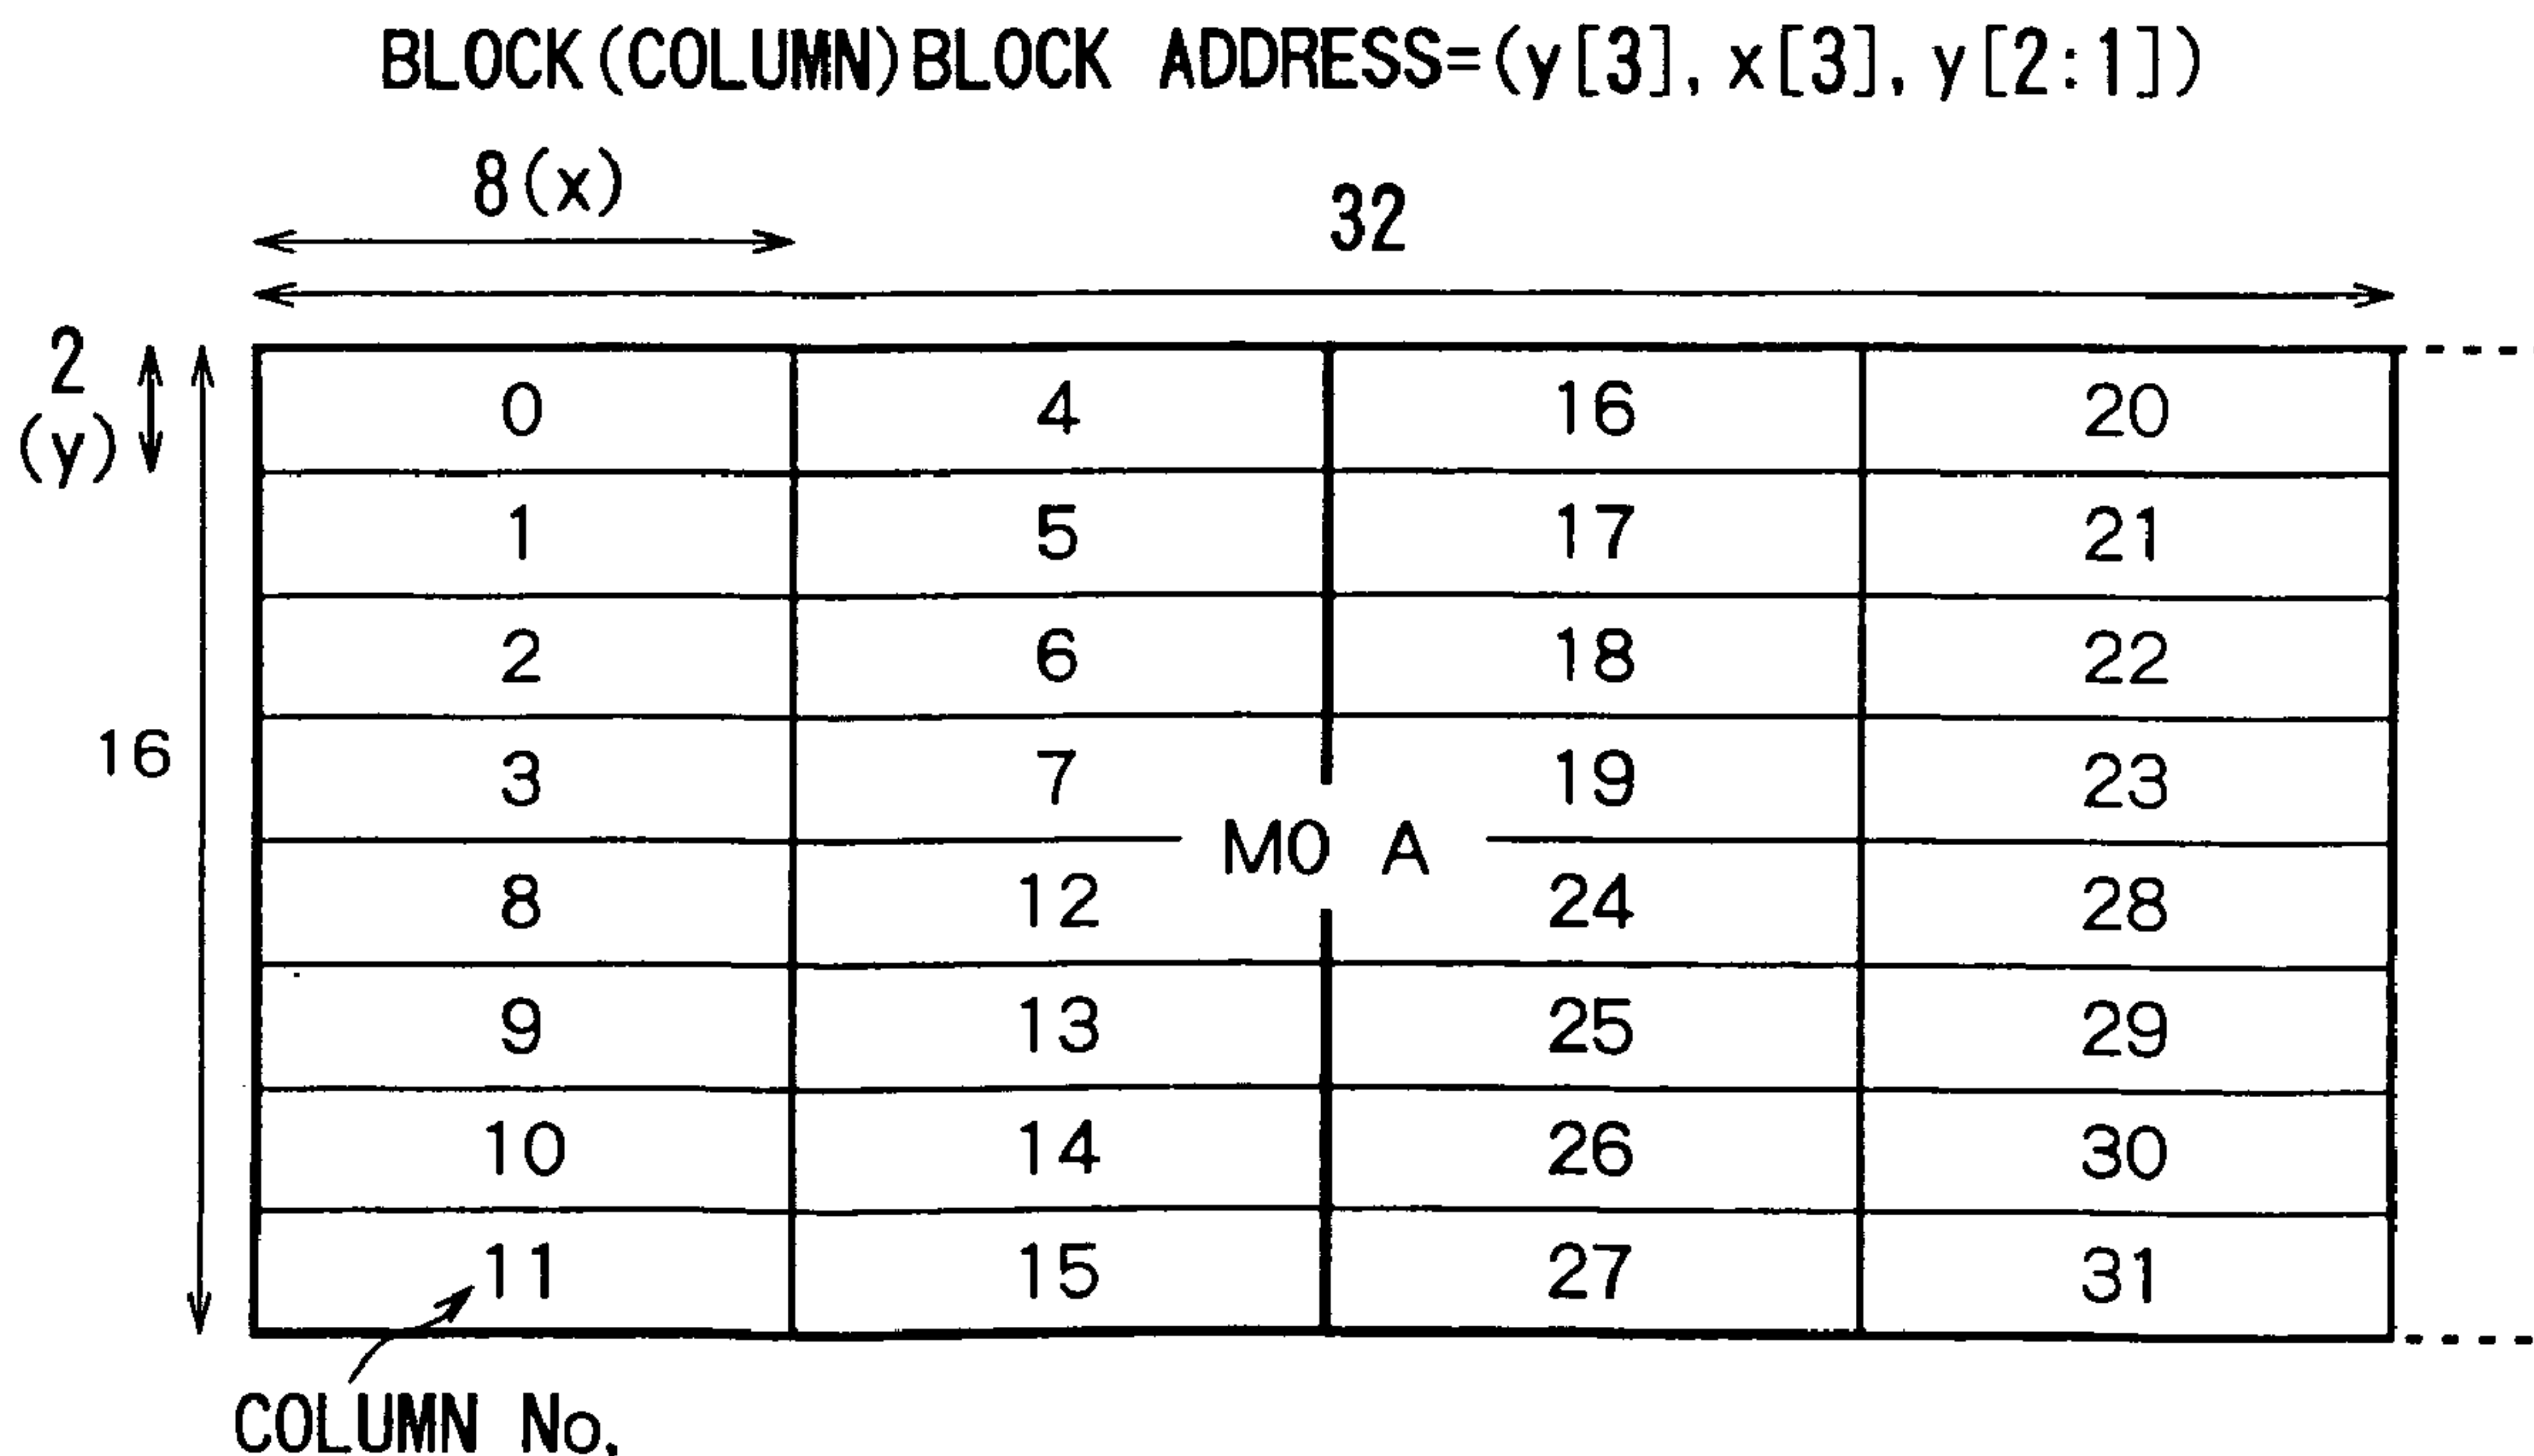 BLOCK(COLUMN)BLOCK ADDRESS=(y[3], x[3], y[2:1])
8(x)
32
2
(y)
16
0 4 16 20
1 5 17 21
2 6 18 22
3 7 19 23
M0 A
8 12 24 28
9 13 25 29
10 14 26 30
11 15 27 31
COLUMN No.